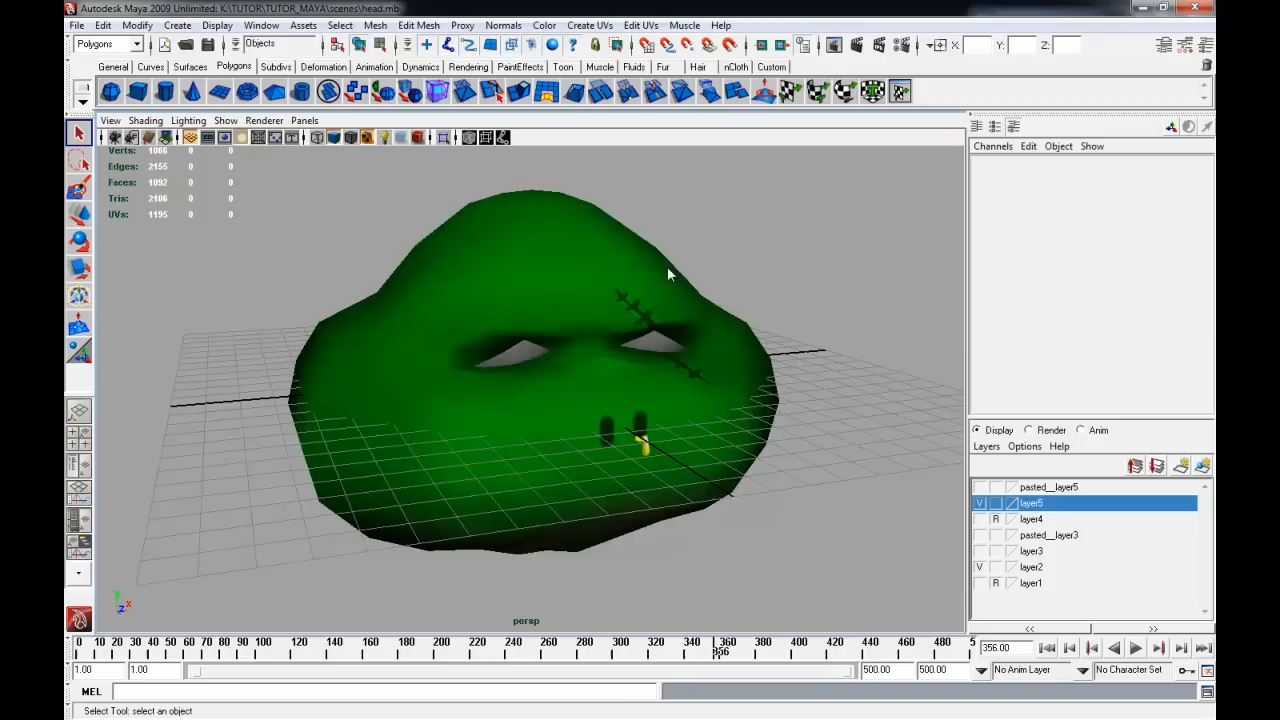 Autodesk Maya 2009 Unlimited: K:\TUTOR\TUTOR_MAYA\scenes\head.mb
File Edit Modify Create Display Window Assets Select Mesh Edit Mesh Proxy Normals Color Create UVs Edit UVs Muscle Help
Polygons Objects X: Y: Z:
General Curves Surfaces Polygons Subdivs Deformation Animation Dynamics Rendering PaintEffects Toon Muscle Fluids Fur Hair nCloth Custom
View Shading Lighting Show Renderer Panels
Channels Edit Object Show
Verts: 1066 0 0
Edges: 2155 0 0
Faces: 1092 0 0
Tris: 2106 0 0
UVs: 1195 0 0
Display Render Anim
Layers Options Help
pasted__layer5
V layer5
R layer4
pasted__layer3
layer3
V layer2
R layer1
y
z x
persp
0 10 20 30 40 50 60 70 80 90 100 120 140 160 180 200 220 240 260 280 300 320 340 360 380 400 420 440 460 480 5
356
356.00
1.00 1.00 500.00 500.00 No Anim Layer No Character Set
MEL
Select Tool: select an object